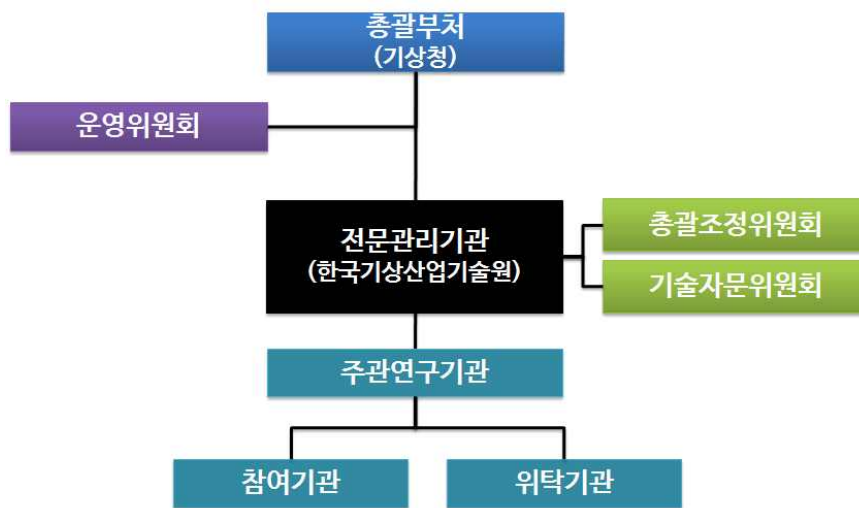 총괄부처
(기상청)
운영위원회
전문관리기관
(한국기상산업기술원)
총괄조정위원회
기술자문위원회
주관연구기관
참여기관
위탁기관